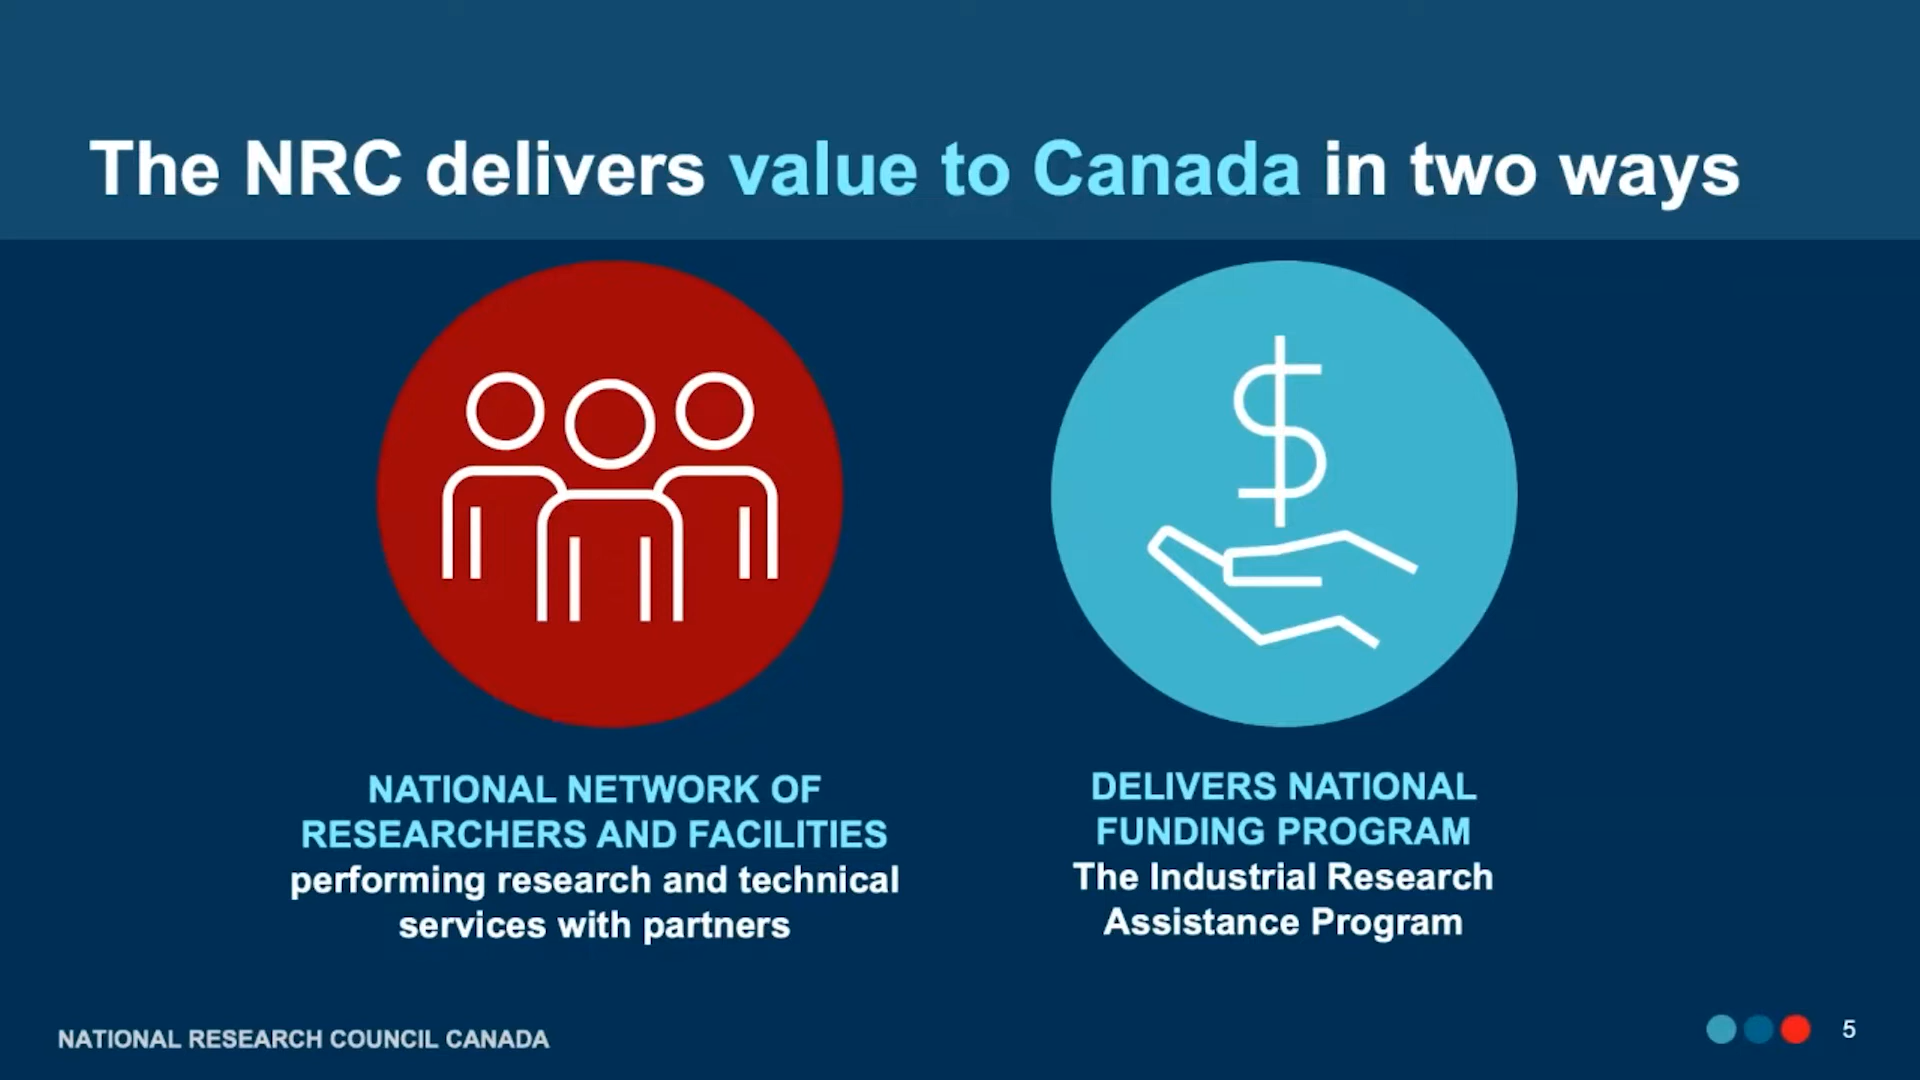 The NRC delivers value to Canada in two ways
$
NATIONAL NETWORK OF
RESEARCHERS AND FACILITIES
performing research and technical
services with partners
DELIVERS NATIONAL
FUNDING PROGRAM
The Industrial Research
Assistance Program
NATIONAL RESEARCH COUNCIL CANADA
5